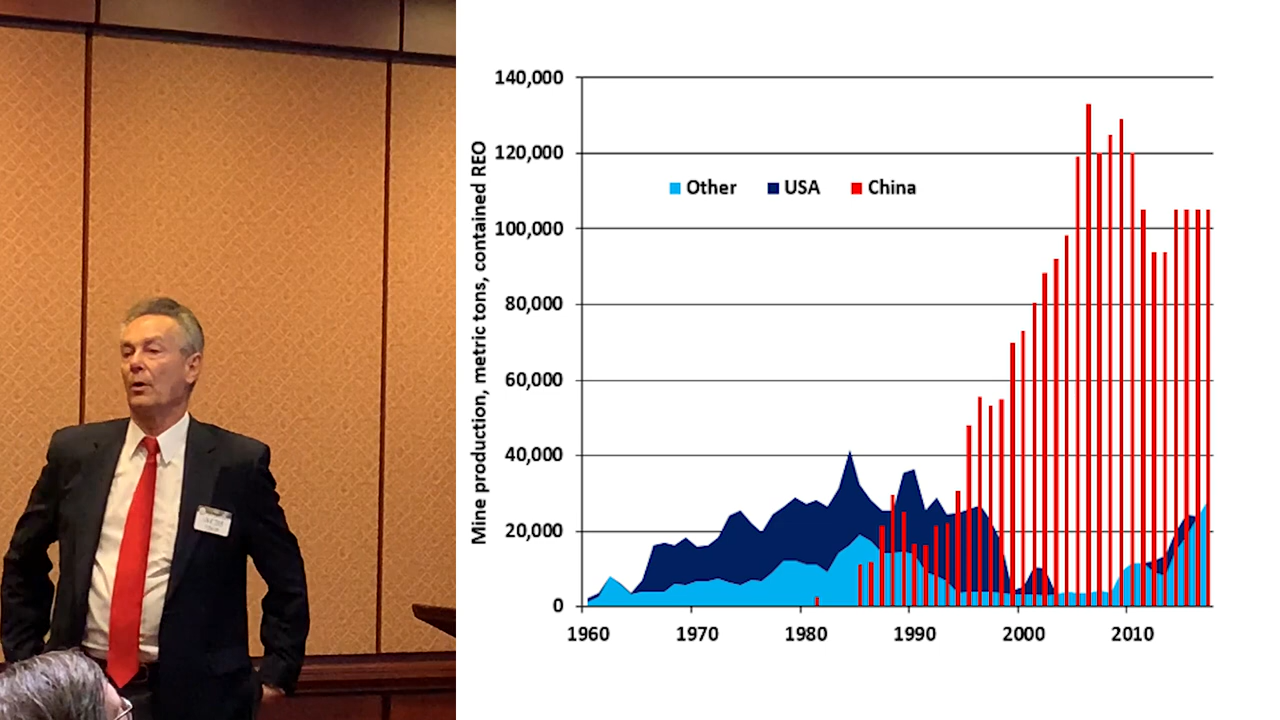 Mine production, metric tons, contained REO
140,000
120,000
100,000
80,000
60,000
40,000
20,000
0
Other USA China
1960 1970 1980 1990 2000 2010